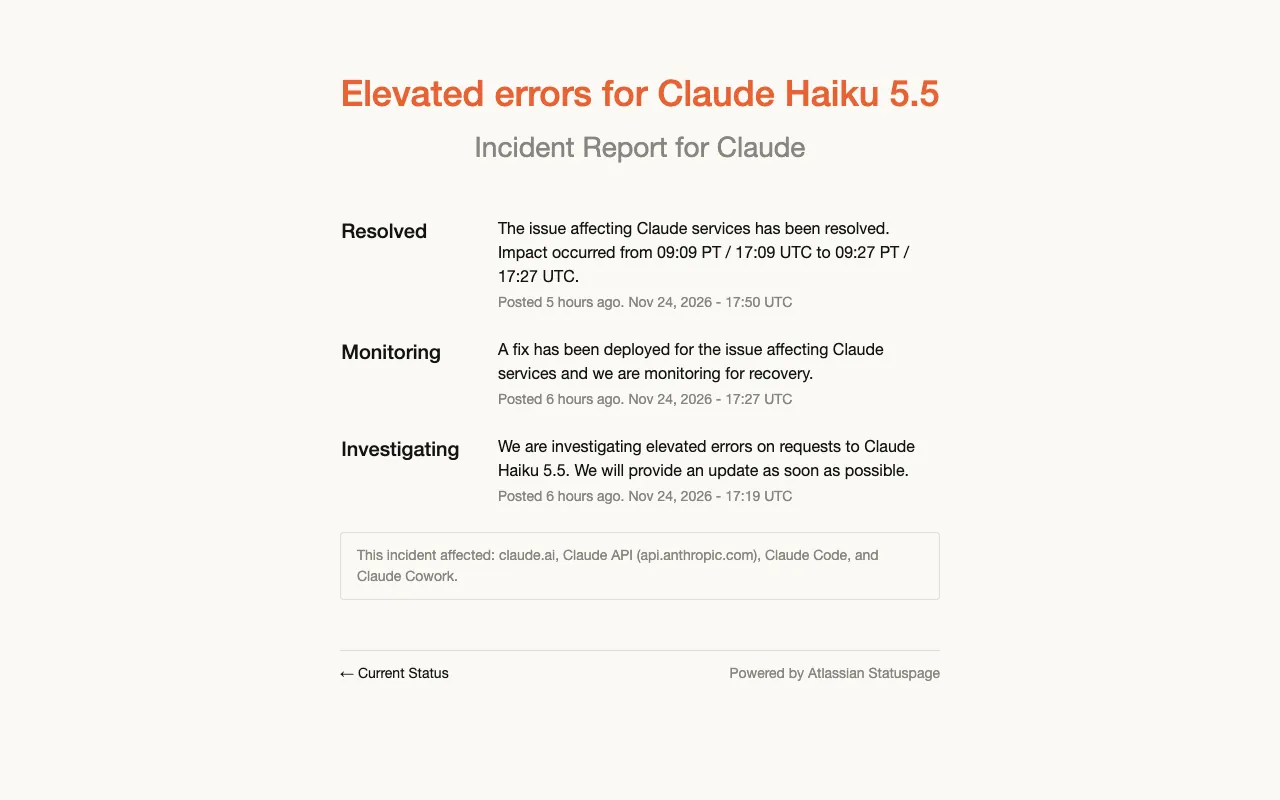 Elevated errors for Claude Haiku 5.5
Incident Report for Claude
Resolved
The issue affecting Claude services has been resolved.
Impact occurred from 09:09 PT / 17:09 UTC to 09:27 PT /
17:27 UTC.
Posted 5 hours ago. Nov 24, 2026 - 17:50 UTC
Monitoring
A fix has been deployed for the issue affecting Claude
services and we are monitoring for recovery.
Posted 6 hours ago. Nov 24, 2026 - 17:27 UTC
Investigating
We are investigating elevated errors on requests to Claude
Haiku 5.5. We will provide an update as soon as possible.
Posted 6 hours ago. Nov 24, 2026 - 17:19 UTC
This incident affected: claude.ai, Claude API (api.anthropic.com), Claude Code, and
Claude Cowork.
← Current Status
Powered by Atlassian Statuspage